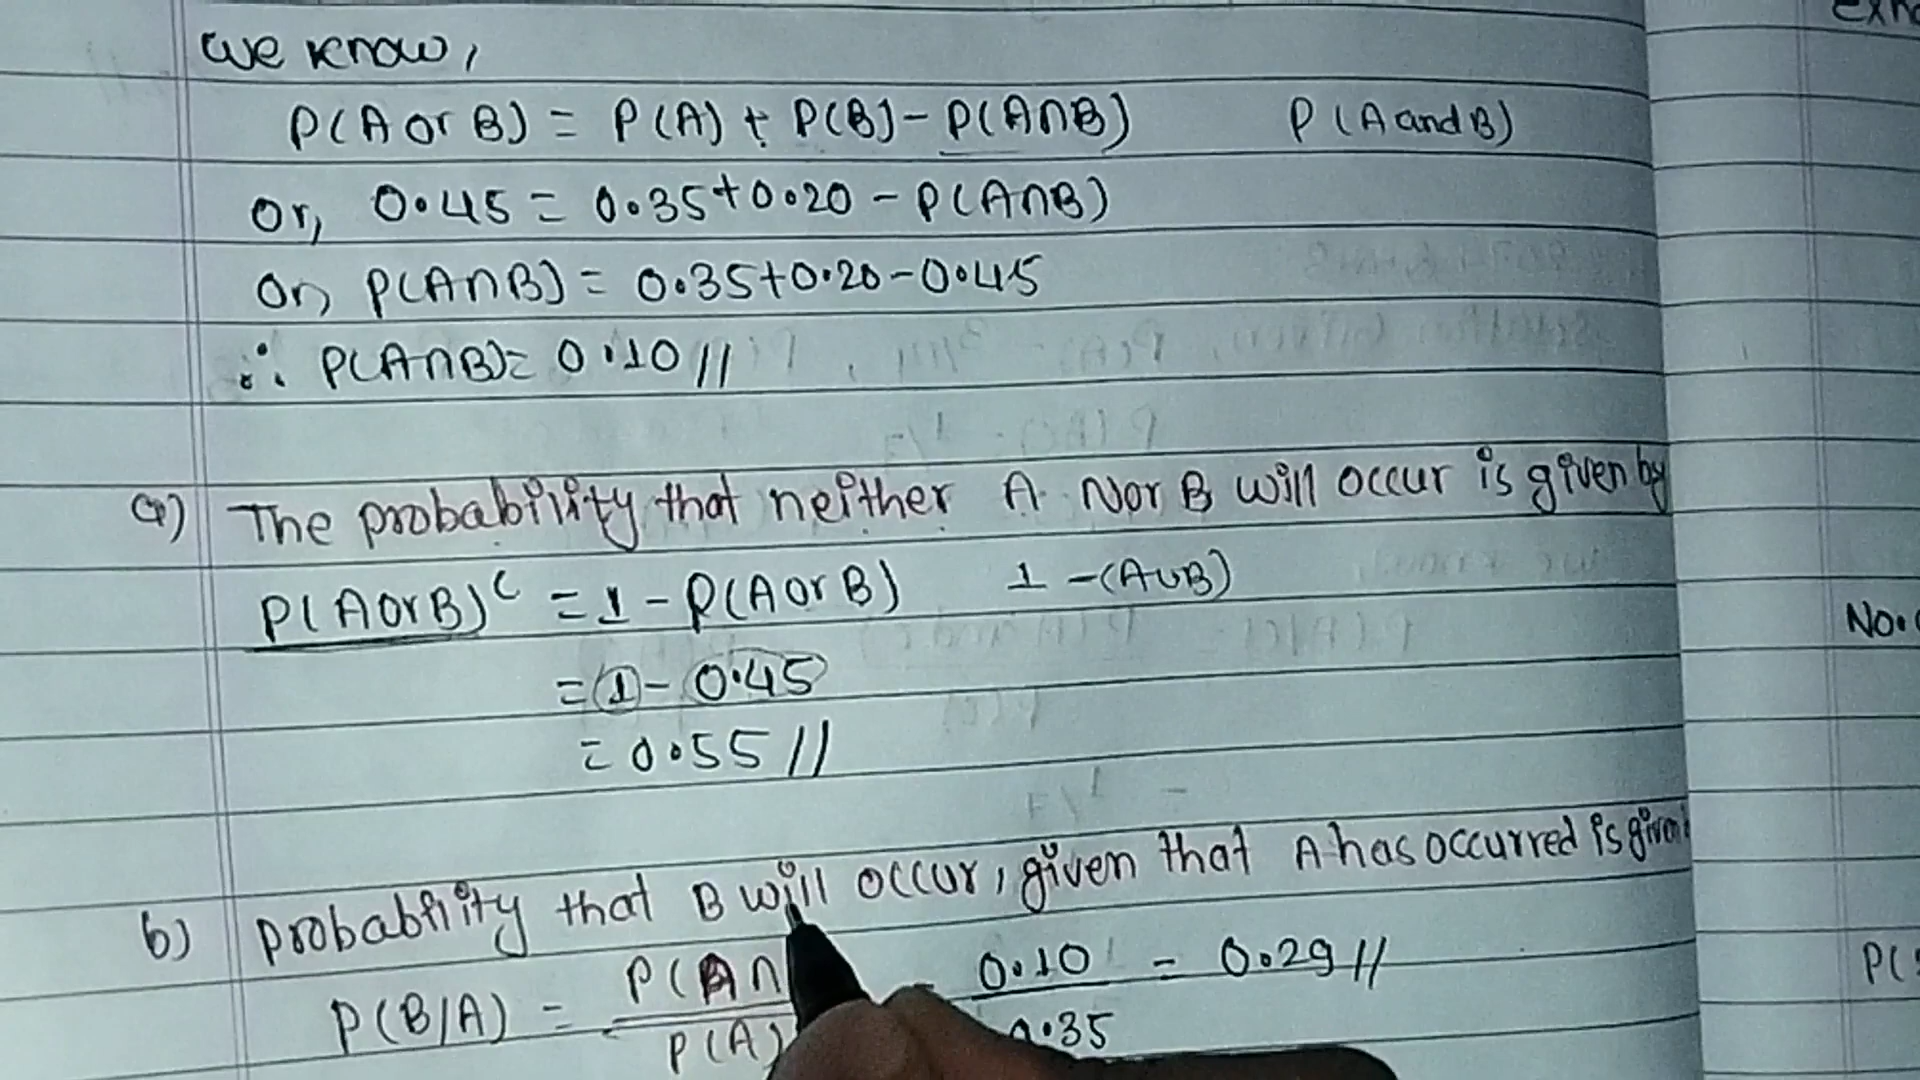 We know,
P(A or B) = P(A) + P(B) - P(A∩B) P(A and B)
or, 0.45 = 0.35+0.20 - P(A∩B)
or, P(A∩B) = 0.35+0.20-0.45
∴ P(A∩B)= 0.10//
a) The probability that neither A Nor B will occur is given by
P(A or B)ᶜ = 1 - P(A or B) 1 -(A∪B)
= 1 - 0.45
= 0.55//
b) probability that B will occur, given that A has occurred is given
P(B/A) = P(A∩ 0.10 = 0.29//
P(A) 0.35
No.
P(